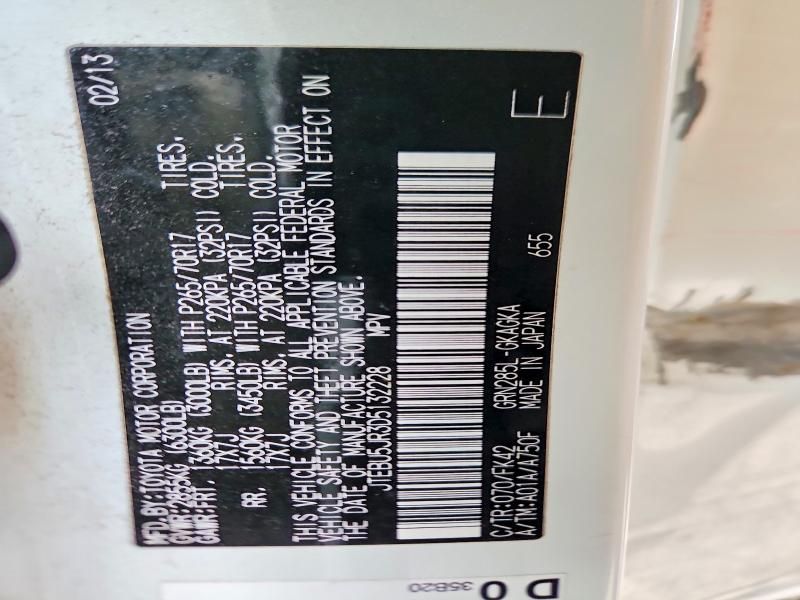 MFD.BY:TOYOTA MOTOR CORPORATION 02/13
GVWR:2855KG (6300LB)
GAWR:FRT. 1360KG (3000LB) WITH P265/70R17 TIRES,
17X7J RIMS, AT 220KPA (32PSI) COLD.
RR. 1560KG (3450LB) WITH P265/70R17 TIRES,
17X7J RIMS, AT 220KPA (32PSI) COLD.
THIS VEHICLE CONFORMS TO ALL APPLICABLE FEDERAL MOTOR
VEHICLE SAFETY AND THEFT PREVENTION STANDARDS IN EFFECT ON
THE DATE OF MANUFACTURE SHOWN ABOVE.
JTEBU5JR3D5132228 MPV
C/TR:070/FK42 GRN285L-GKAGKA
A/TM:A01A/A750F MADE IN JAPAN 655 E
35B20
D O